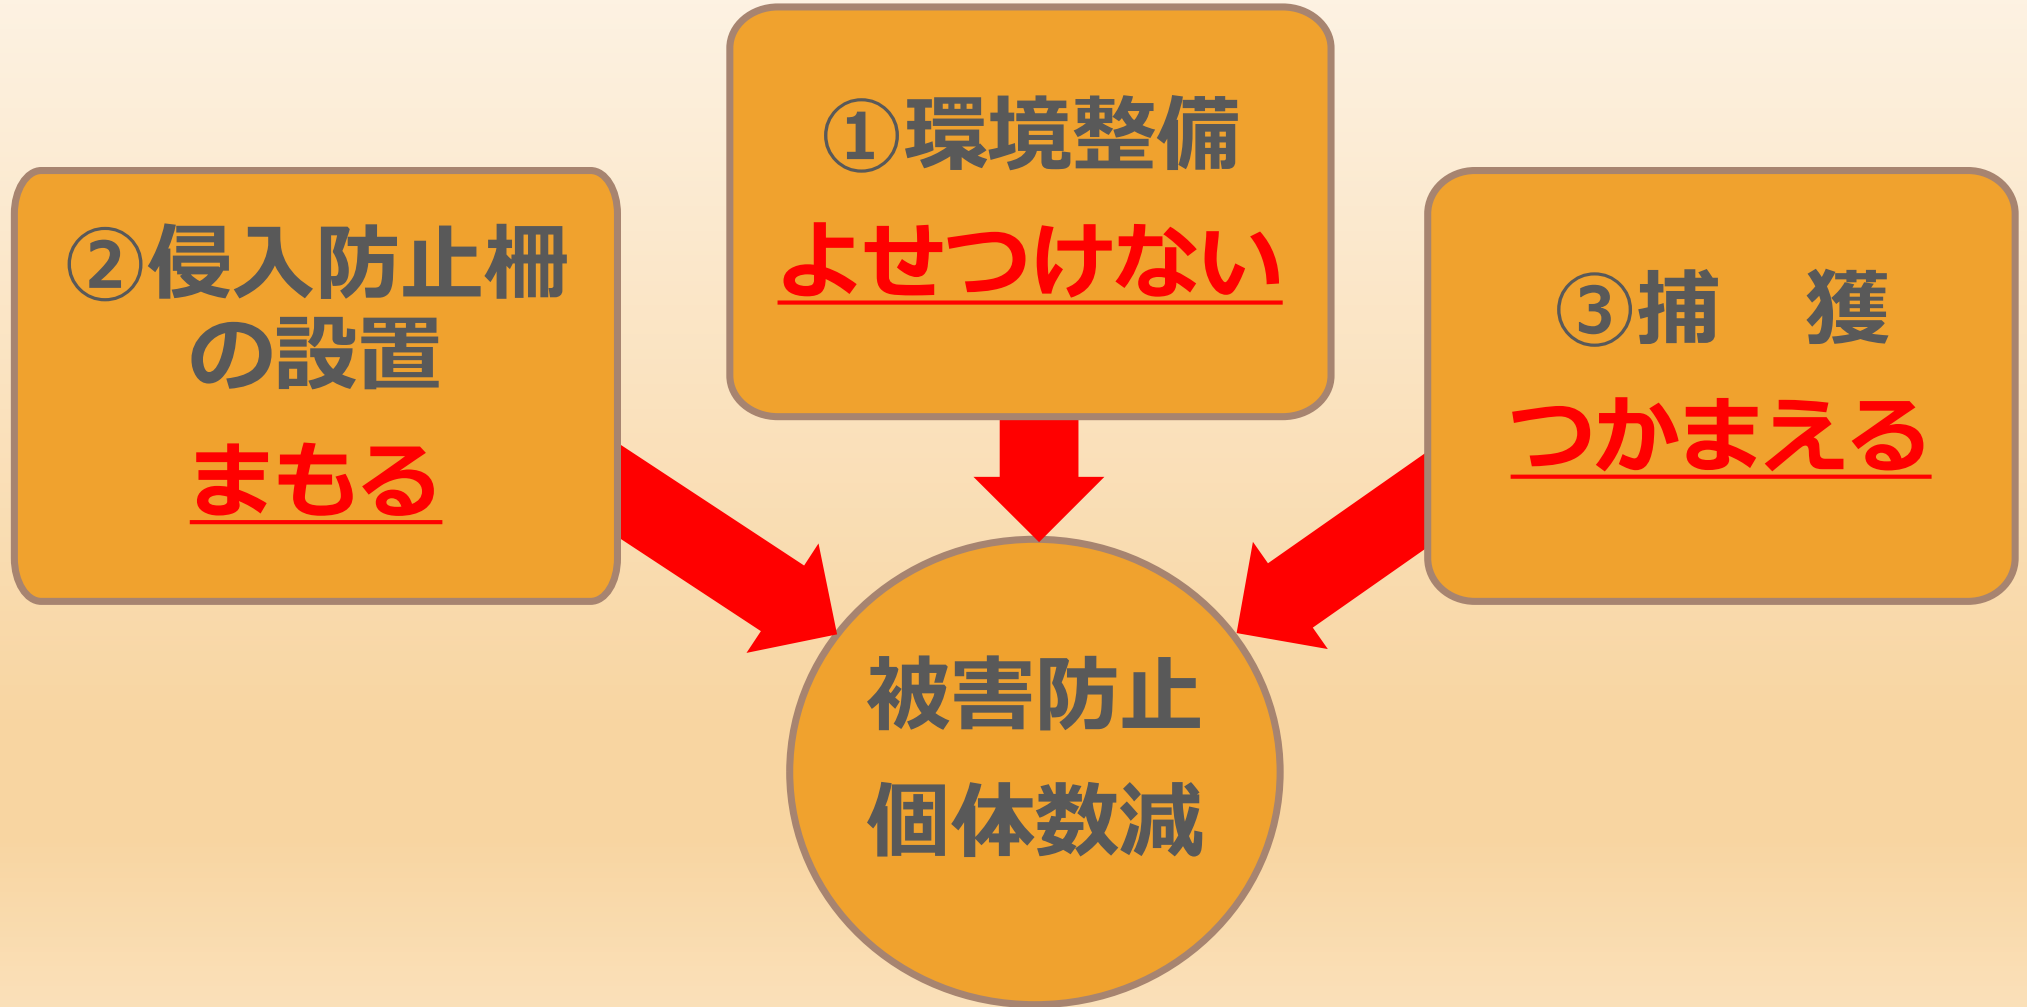 ①環境整備
よせつけない
②侵入防止柵
の設置
まもる
③捕　獲
つかまえる
被害防止
個体数減